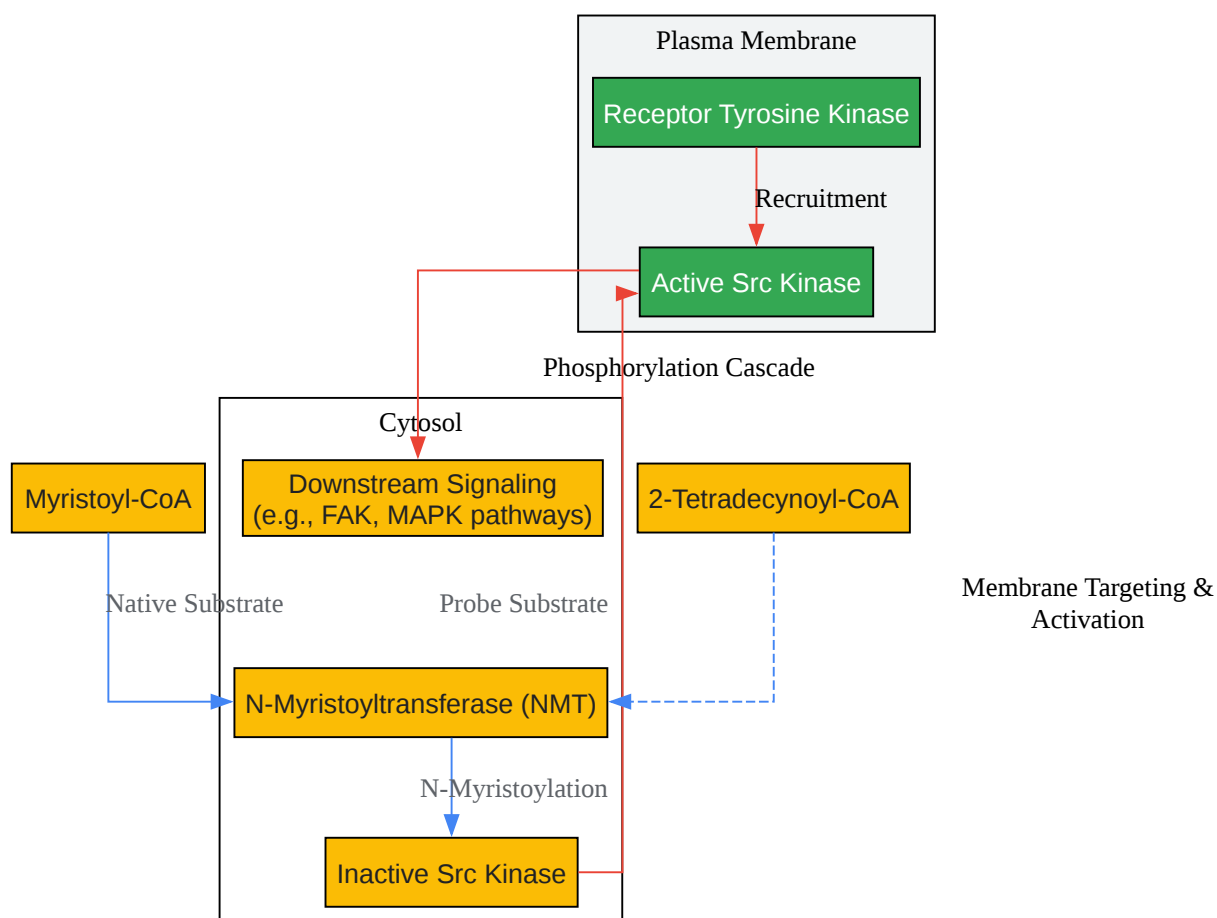 Plasma Membrane
Receptor Tyrosine Kinase
Recruitment
Active Src Kinase
Phosphorylation Cascade
Cytosol
Myristoyl-CoA
Downstream Signaling
(e.g., FAK, MAPK pathways)
2-Tetradecynoyl-CoA
Native Substrate
Probe Substrate
Membrane Targeting &
Activation
N-Myristoyltransferase (NMT)
N-Myristoylation
Inactive Src Kinase